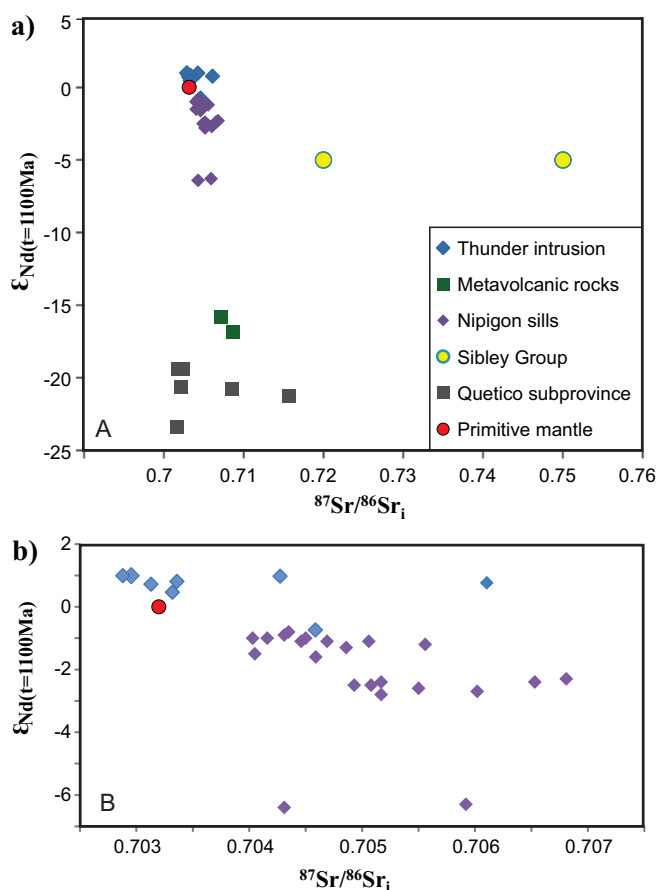 a)
5
0
-5
-10
-15
-20
-25
εNd(t=1100Ma)
Thunder intrusion
Metavolcanic rocks
Nipigon sills
Sibley Group
Quetico subprovince
Primitive mantle
A
0.7 0.71 0.72 0.73 0.74 0.75 0.76
87Sr/86Sri
b)
2
0
-2
-4
-6
εNd(t=1100Ma)
B
0.703 0.704 0.705 0.706 0.707
87Sr/86Sri